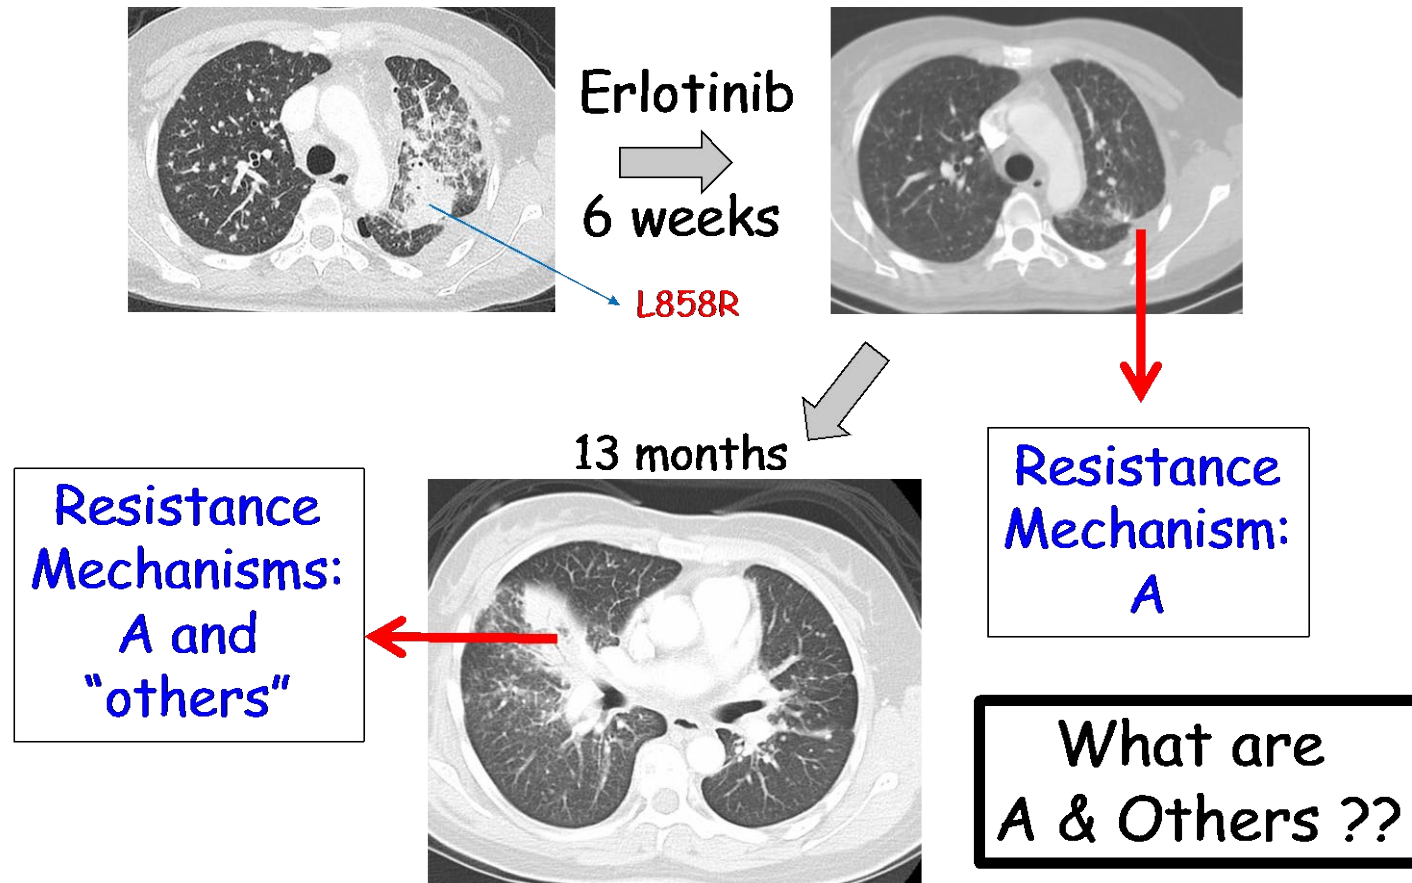 Erlotinib
6 weeks
L858R
13 months
Resistance
Mechanism:
A
Resistance
Mechanisms:
A and
“others”
What are
A & Others ??